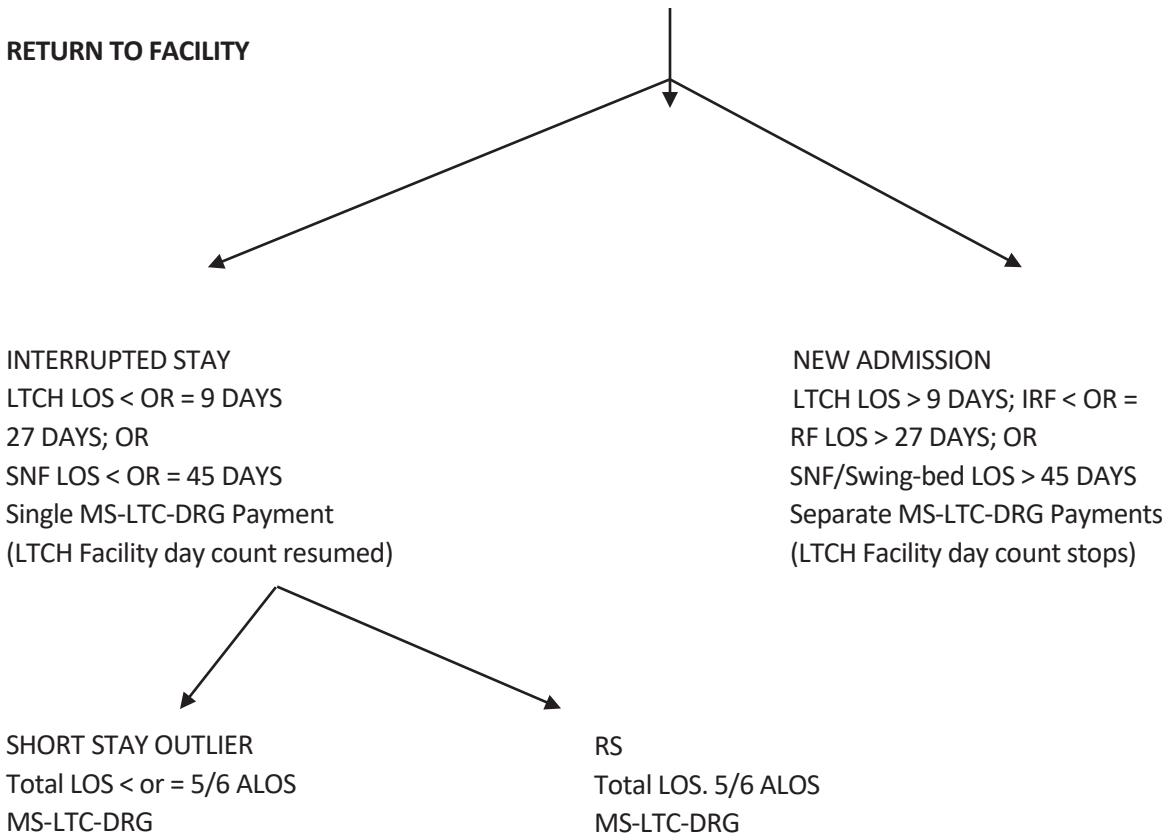 RETURN TO FACILITY
INTERRUPTED STAY
LTCH LOS < OR = 9 DAYS
27 DAYS; OR
SNF LOS < OR = 45 DAYS
Single MS-LTC-DRG Payment
(LTCH Facility day count resumed)
NEW ADMISSION
LTCH LOS > 9 DAYS; IRF < OR =
RF LOS > 27 DAYS; OR
SNF/Swing-bed LOS > 45 DAYS
Separate MS-LTC-DRG Payments
(LTCH Facility day count stops)
SHORT STAY OUTLIER
Total LOS < or = 5/6 ALOS
MS-LTC-DRG
RS
Total LOS. 5/6 ALOS
MS-LTC-DRG